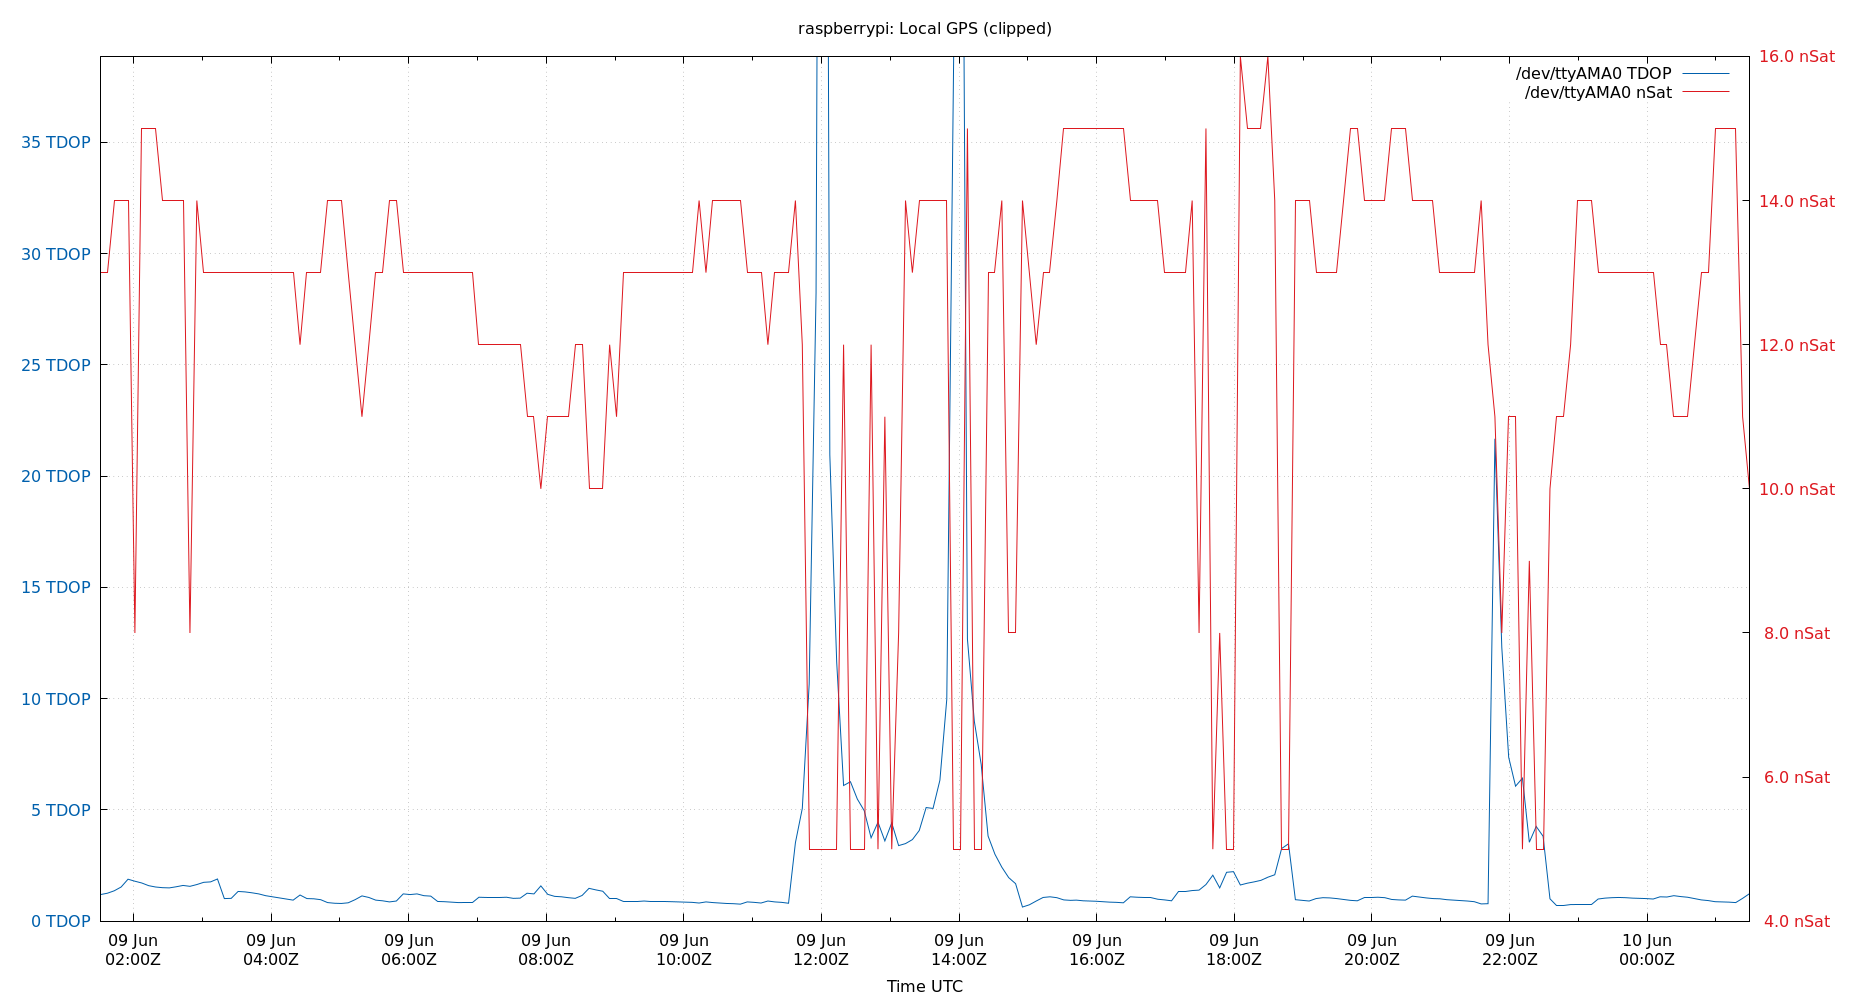 raspberrypi: Local GPS (clipped)
16.0 nSat
/dev/ttyAMA0 TDOP
/dev/ttyAMA0 nSat
35 TDOP
14.0 nSat
30 TDOP
12.0 nSat
25 TDOP
20 TDOP
10.0 nSat
15 TDOP
8.0 nSat
10 TDOP
6.0 nSat
5 TDOP
0 TDOP
4.0 nSat
09 Jun 09 Jun 09 Jun 09 Jun 09 Jun 09 Jun 09 Jun 09 Jun 09 Jun 09 Jun 09 Jun 10 Jun
02:00Z 04:00Z 06:00Z 08:00Z 10:00Z 12:00Z 14:00Z 16:00Z 18:00Z 20:00Z 22:00Z 00:00Z
Time UTC